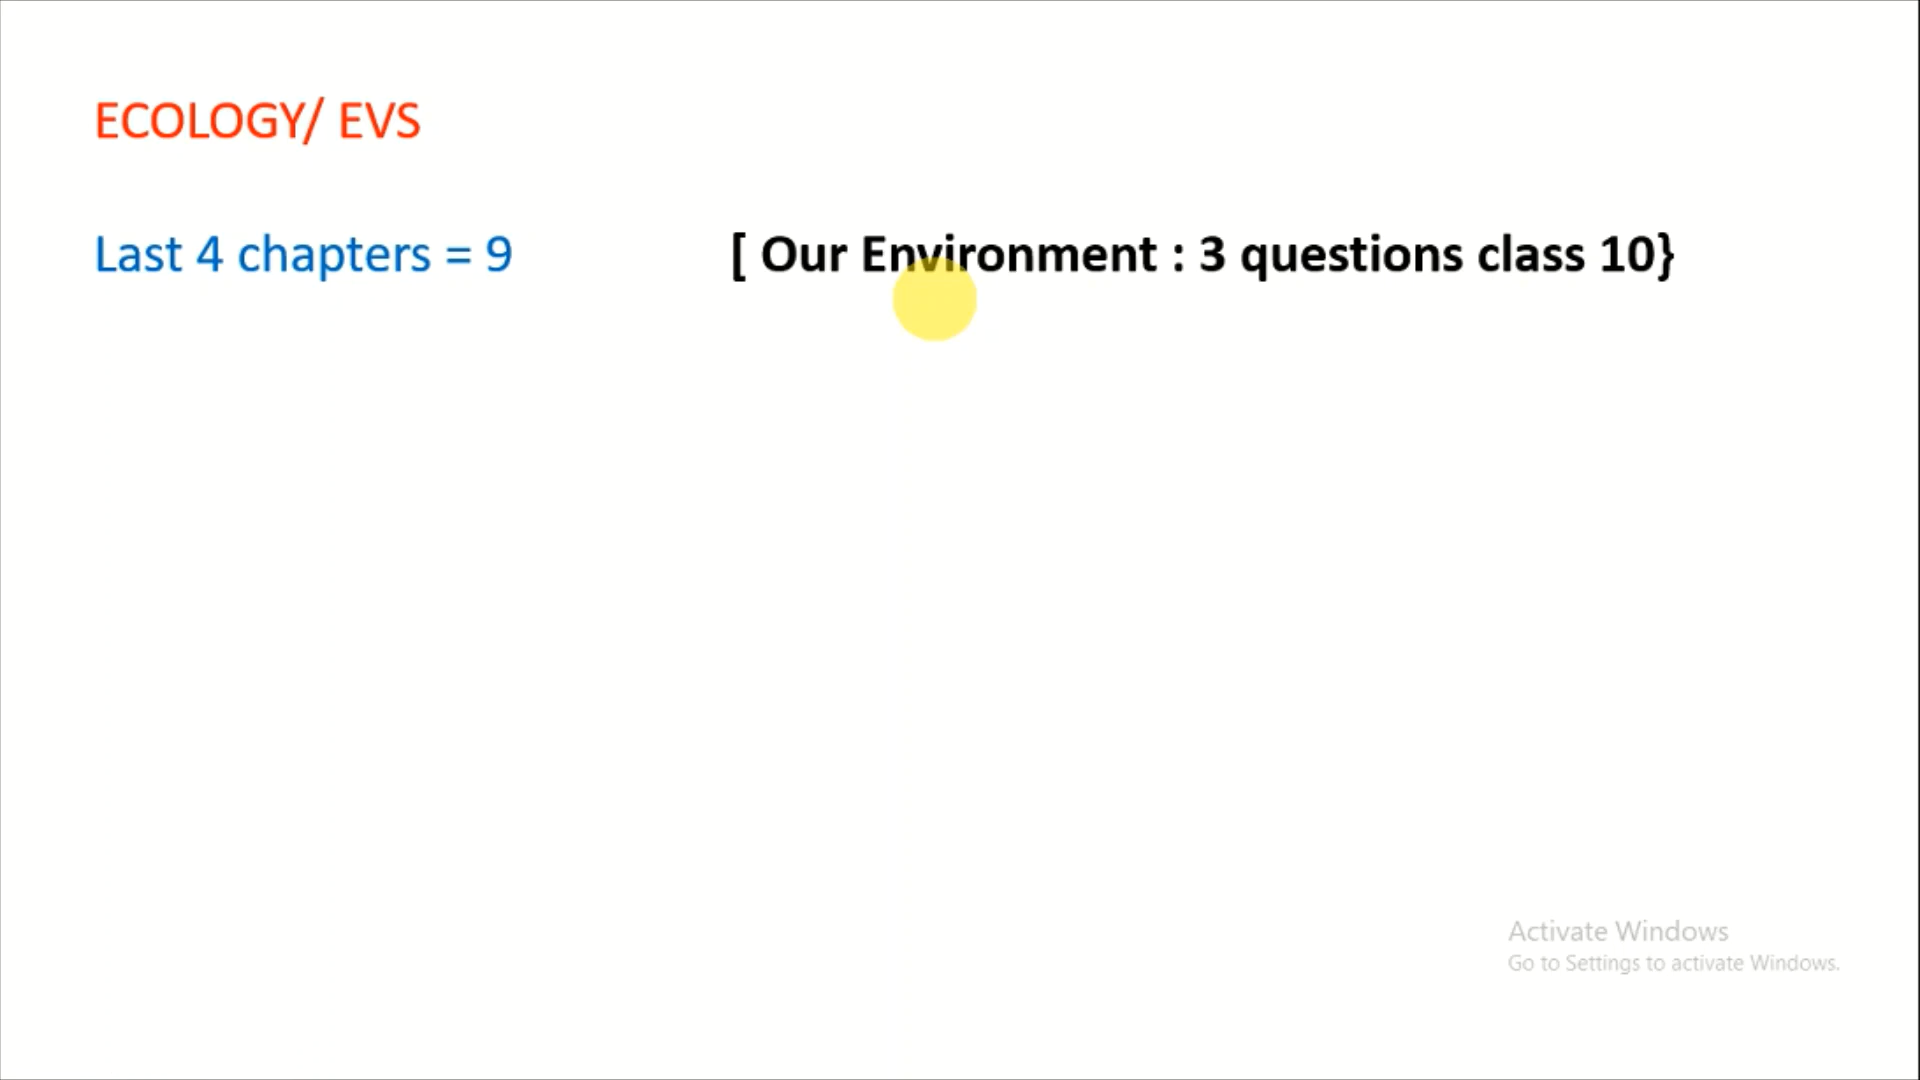 ECOLOGY/ EVS
Last 4 chapters = 9 [ Our Environment : 3 questions class 10}
Activate Windows
Go to Settings to activate Windows.